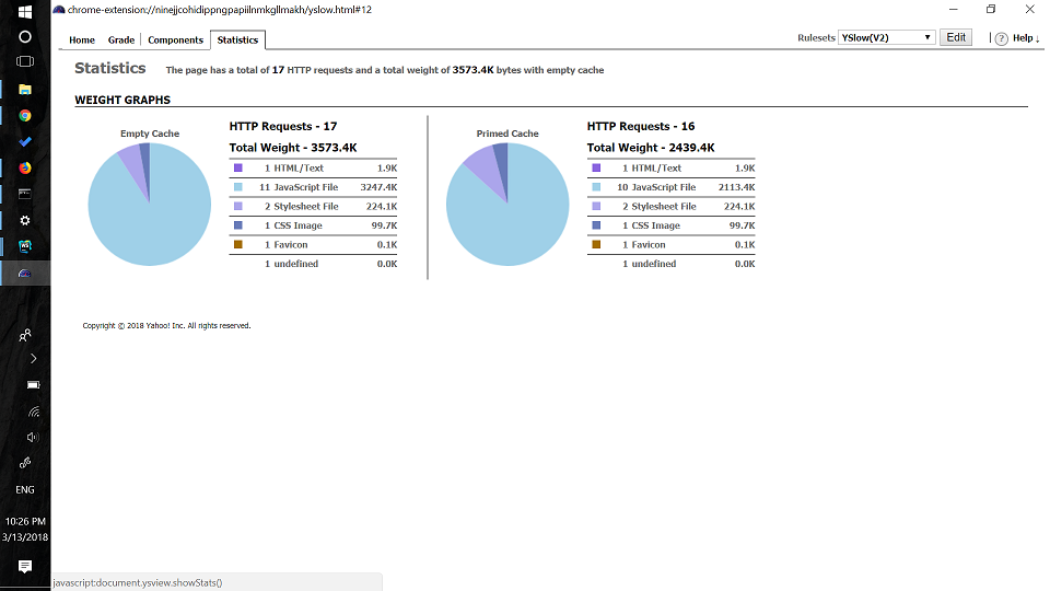 chrome-extension://ninejjcohidippngpapiilnmkgllmakh/yslow.html#12
Home Grade Components Statistics
Rulesets YSlow(V2) Edit ? Help ↓
Statistics The page has a total of 17 HTTP requests and a total weight of 3573.4K bytes with empty cache
WEIGHT GRAPHS
Empty Cache
HTTP Requests - 17
Total Weight - 3573.4K
1 HTML/Text 1.9K
11 JavaScript File 3247.4K
2 Stylesheet File 224.1K
1 CSS Image 99.7K
1 Favicon 0.1K
1 undefined 0.0K
Primed Cache
HTTP Requests - 16
Total Weight - 2439.4K
1 HTML/Text 1.9K
10 JavaScript File 2113.4K
2 Stylesheet File 224.1K
1 CSS Image 99.7K
1 Favicon 0.1K
1 undefined 0.0K
Copyright © 2018 Yahoo! Inc. All rights reserved.
ENG
10:26 PM
3/13/2018
javascript:document.ysview.showStats()